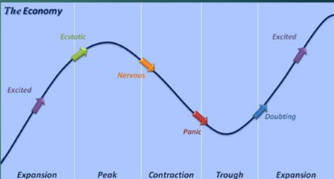 The Economy
Ecstatic
Excited
Nervous
Excited
Panic
Doubting
Expansion Peak Contraction Trough Expansion